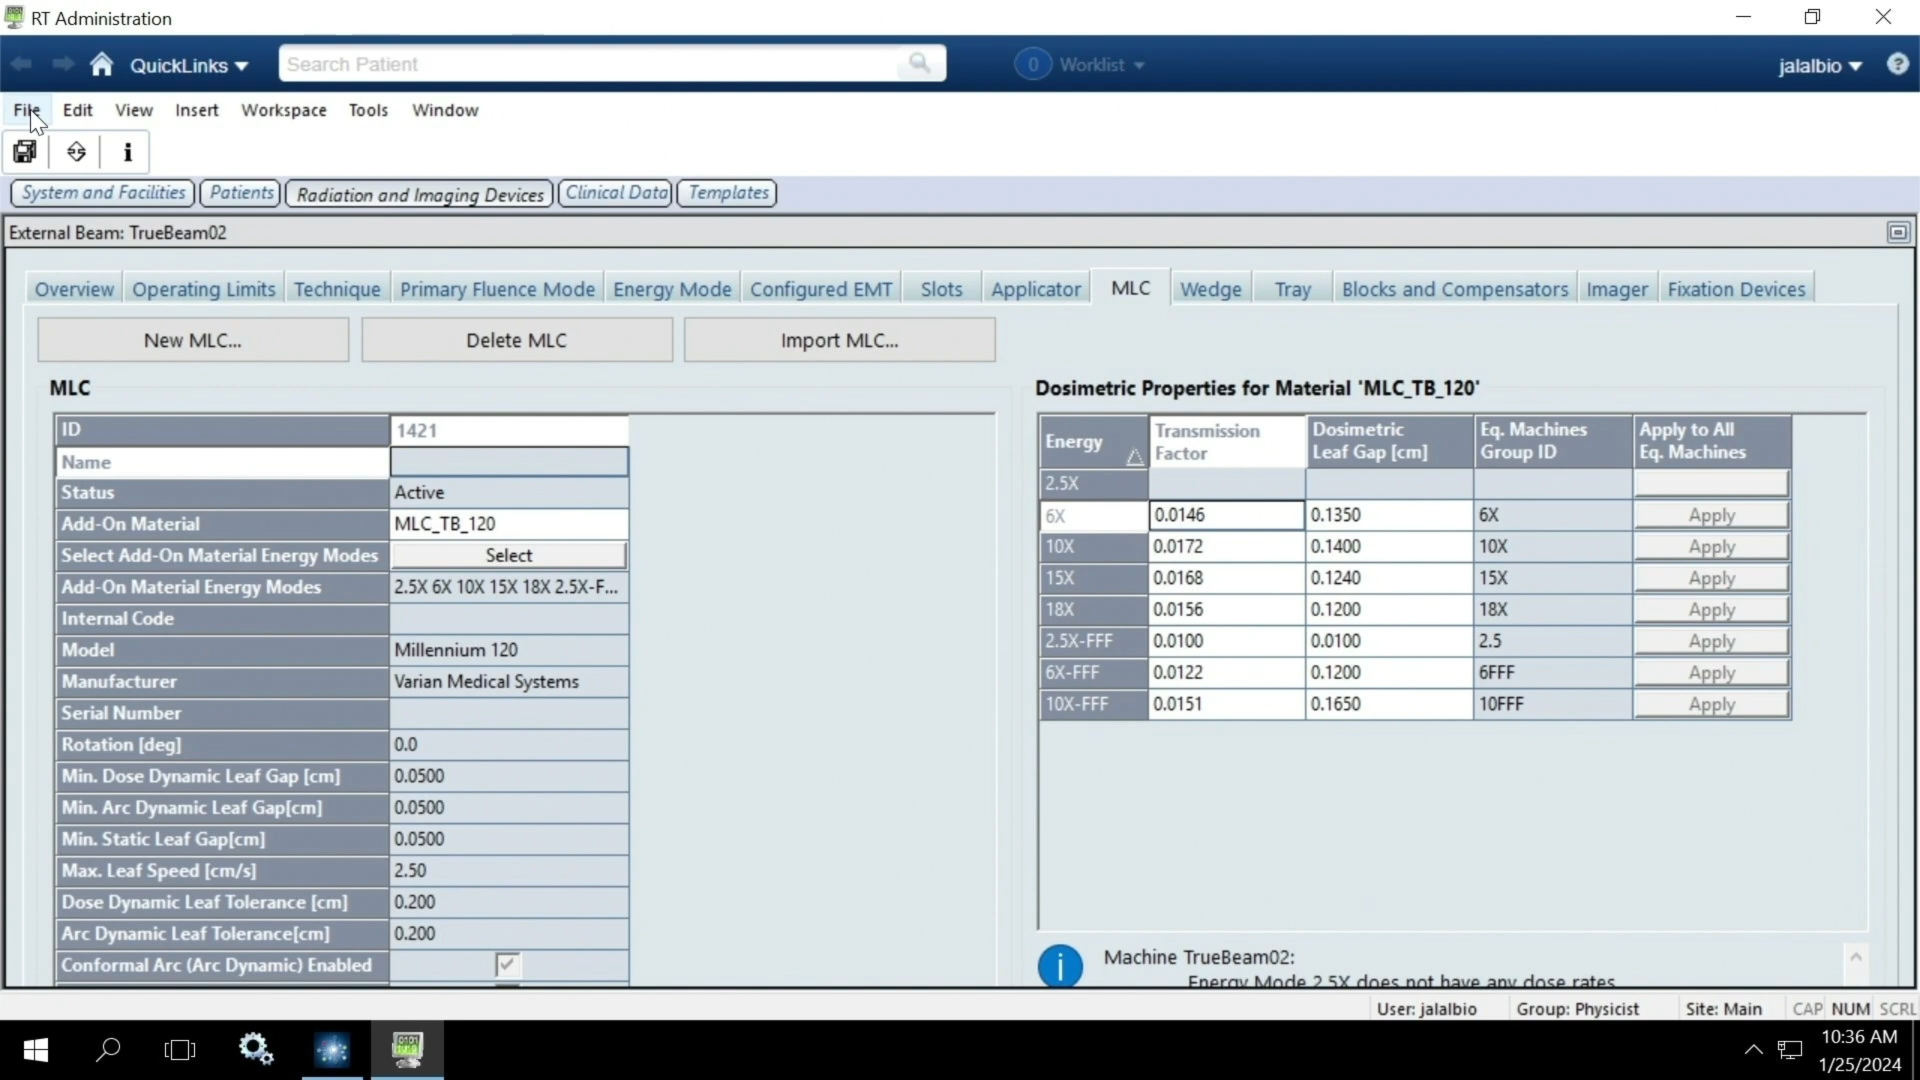 RT Administration
QuickLinks
Search Patient
0 Worklist
jalalbio
File Edit View Insert Workspace Tools Window
System and Facilities Patients Radiation and Imaging Devices Clinical Data Templates
External Beam: TrueBeam02
Overview Operating Limits Technique Primary Fluence Mode Energy Mode Configured EMT Slots Applicator MLC Wedge Tray Blocks and Compensators Imager Fixation Devices
New MLC... Delete MLC Import MLC...
MLC
ID 1421
Name
Status Active
Add-On Material MLC_TB_120
Select Add-On Material Energy Modes Select
Add-On Material Energy Modes 2.5X 6X 10X 15X 18X 2.5X-F...
Internal Code
Model Millennium 120
Manufacturer Varian Medical Systems
Serial Number
Rotation [deg] 0.0
Min. Dose Dynamic Leaf Gap [cm] 0.0500
Min. Arc Dynamic Leaf Gap[cm] 0.0500
Min. Static Leaf Gap[cm] 0.0500
Max. Leaf Speed [cm/s] 2.50
Dose Dynamic Leaf Tolerance [cm] 0.200
Arc Dynamic Leaf Tolerance[cm] 0.200
Conformal Arc (Arc Dynamic) Enabled
Dosimetric Properties for Material 'MLC_TB_120'
Energy Transmission Factor Dosimetric Leaf Gap [cm] Eq. Machines Group ID Apply to All Eq. Machines
2.5X
6X 0.0146 0.1350 6X Apply
10X 0.0172 0.1400 10X Apply
15X 0.0168 0.1240 15X Apply
18X 0.0156 0.1200 18X Apply
2.5X-FFF 0.0100 0.0100 2.5 Apply
6X-FFF 0.0122 0.1200 6FFF Apply
10X-FFF 0.0151 0.1650 10FFF Apply
Machine TrueBeam02:
Energy Mode 2.5X does not have any dose rates
User: jalalbio Group: Physicist Site: Main CAP NUM SCRL
10:36 AM
1/25/2024